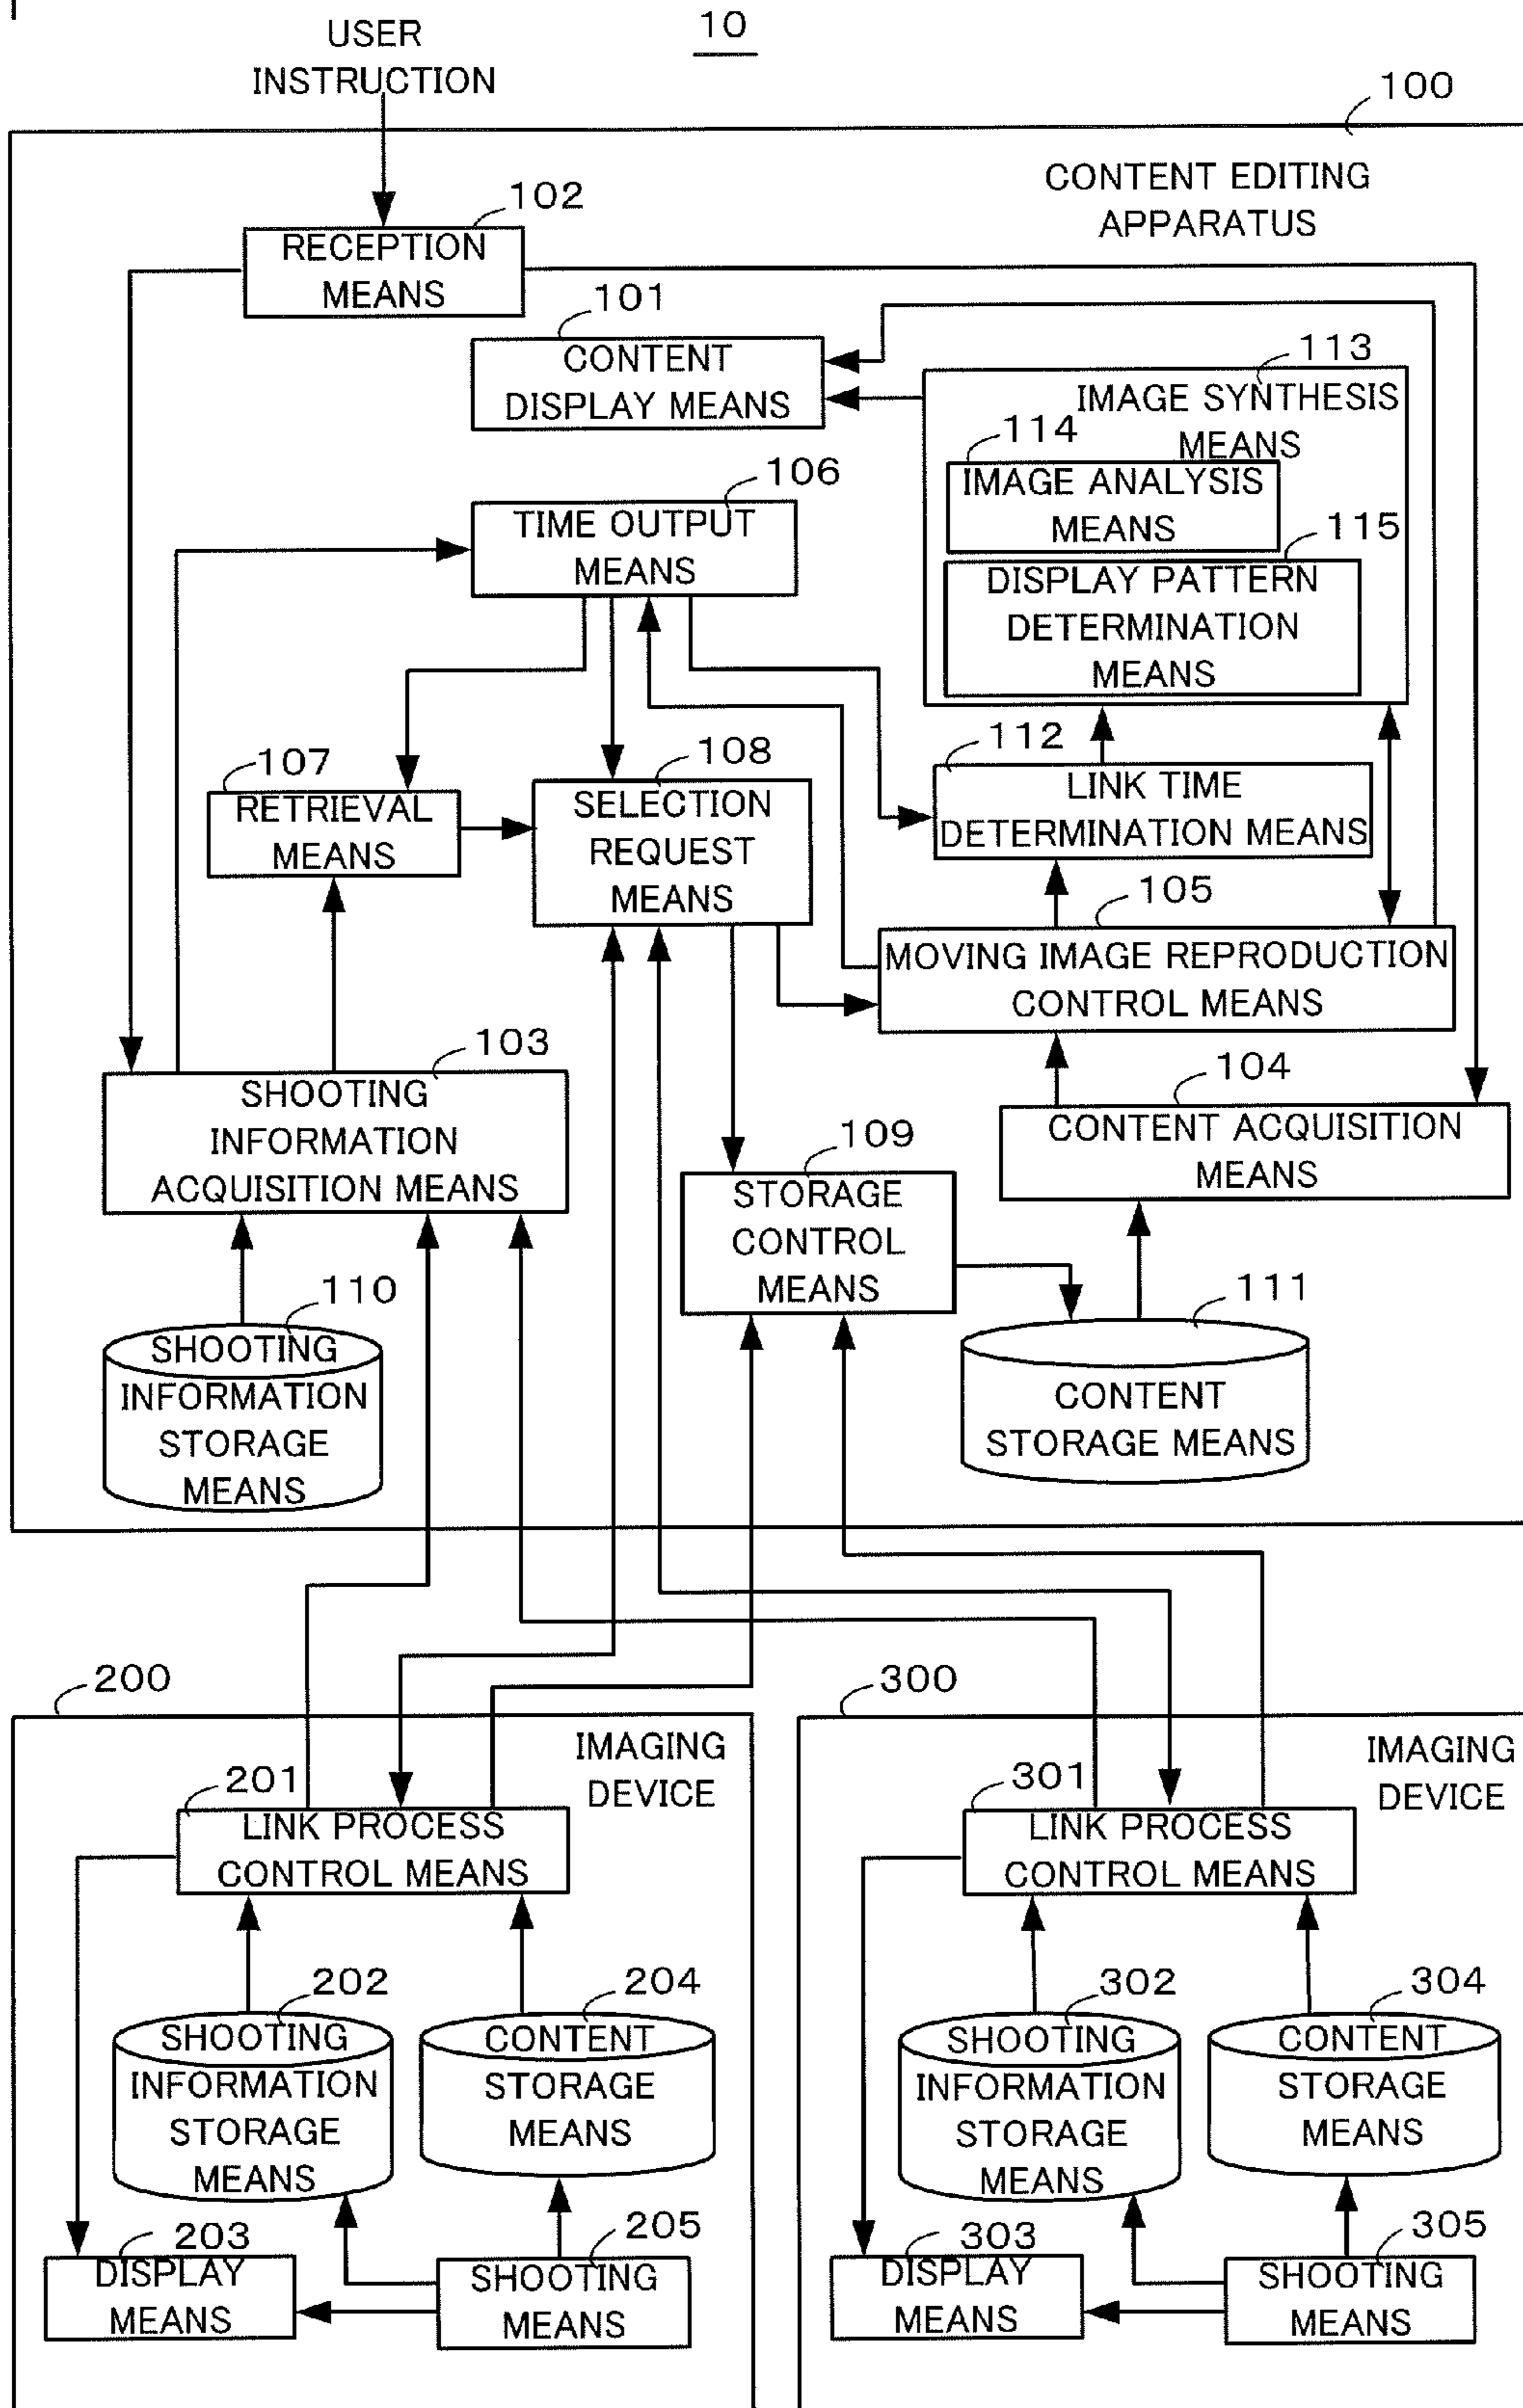 10
USER
INSTRUCTION
100
CONTENT EDITING
APPARATUS
102
RECEPTION
MEANS
101
CONTENT
DISPLAY MEANS
113
IMAGE SYNTHESIS
MEANS
114
IMAGE ANALYSIS
MEANS
115
DISPLAY PATTERN
DETERMINATION
MEANS
106
TIME OUTPUT
MEANS
107
RETRIEVAL
MEANS
108
SELECTION
REQUEST
MEANS
112
LINK TIME
DETERMINATION MEANS
105
MOVING IMAGE REPRODUCTION
CONTROL MEANS
103
SHOOTING
INFORMATION
ACQUISITION MEANS
104
CONTENT ACQUISITION
MEANS
109
STORAGE
CONTROL
MEANS
110
SHOOTING
INFORMATION
STORAGE
MEANS
111
CONTENT
STORAGE MEANS
200
IMAGING
DEVICE
201
LINK PROCESS
CONTROL MEANS
202
SHOOTING
INFORMATION
STORAGE
MEANS
204
CONTENT
STORAGE
MEANS
203
DISPLAY
MEANS
205
SHOOTING
MEANS
300
IMAGING
DEVICE
301
LINK PROCESS
CONTROL MEANS
302
SHOOTING
INFORMATION
STORAGE
MEANS
304
CONTENT
STORAGE
MEANS
303
DISPLAY
MEANS
305
SHOOTING
MEANS